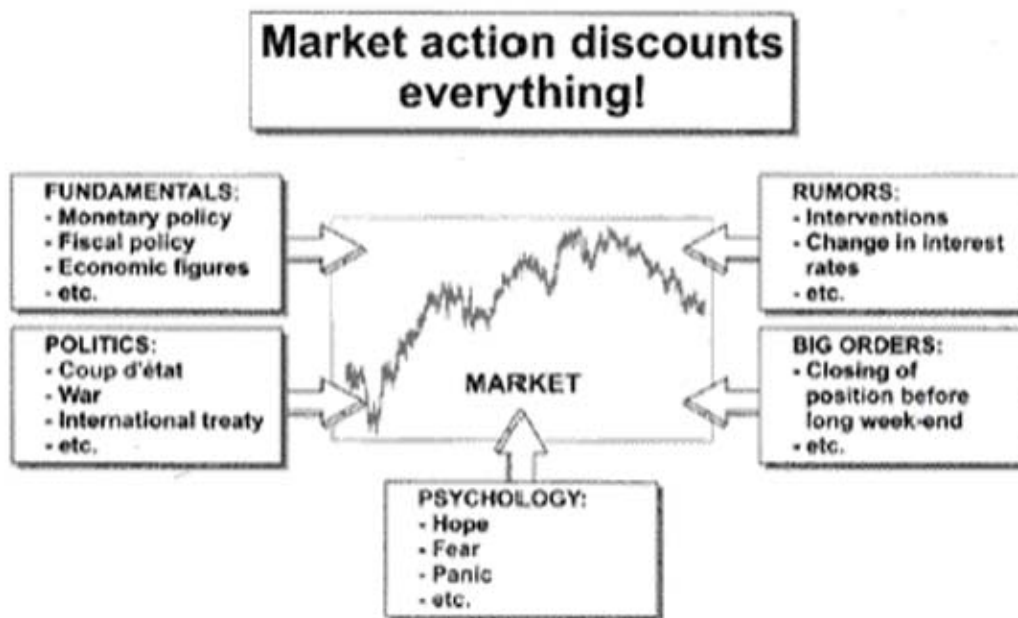 Market action discounts
everything!
FUNDAMENTALS:
- Monetary policy
- Fiscal policy
- Economic figures
- etc.
POLITICS:
- Coup d'état
- War
- International treaty
- etc.
MARKET
RUMORS:
- Interventions
- Change in interest
rates
- etc.
BIG ORDERS:
- Closing of
position before
long week-end
- etc.
PSYCHOLOGY:
- Hope
- Fear
- Panic
- etc.